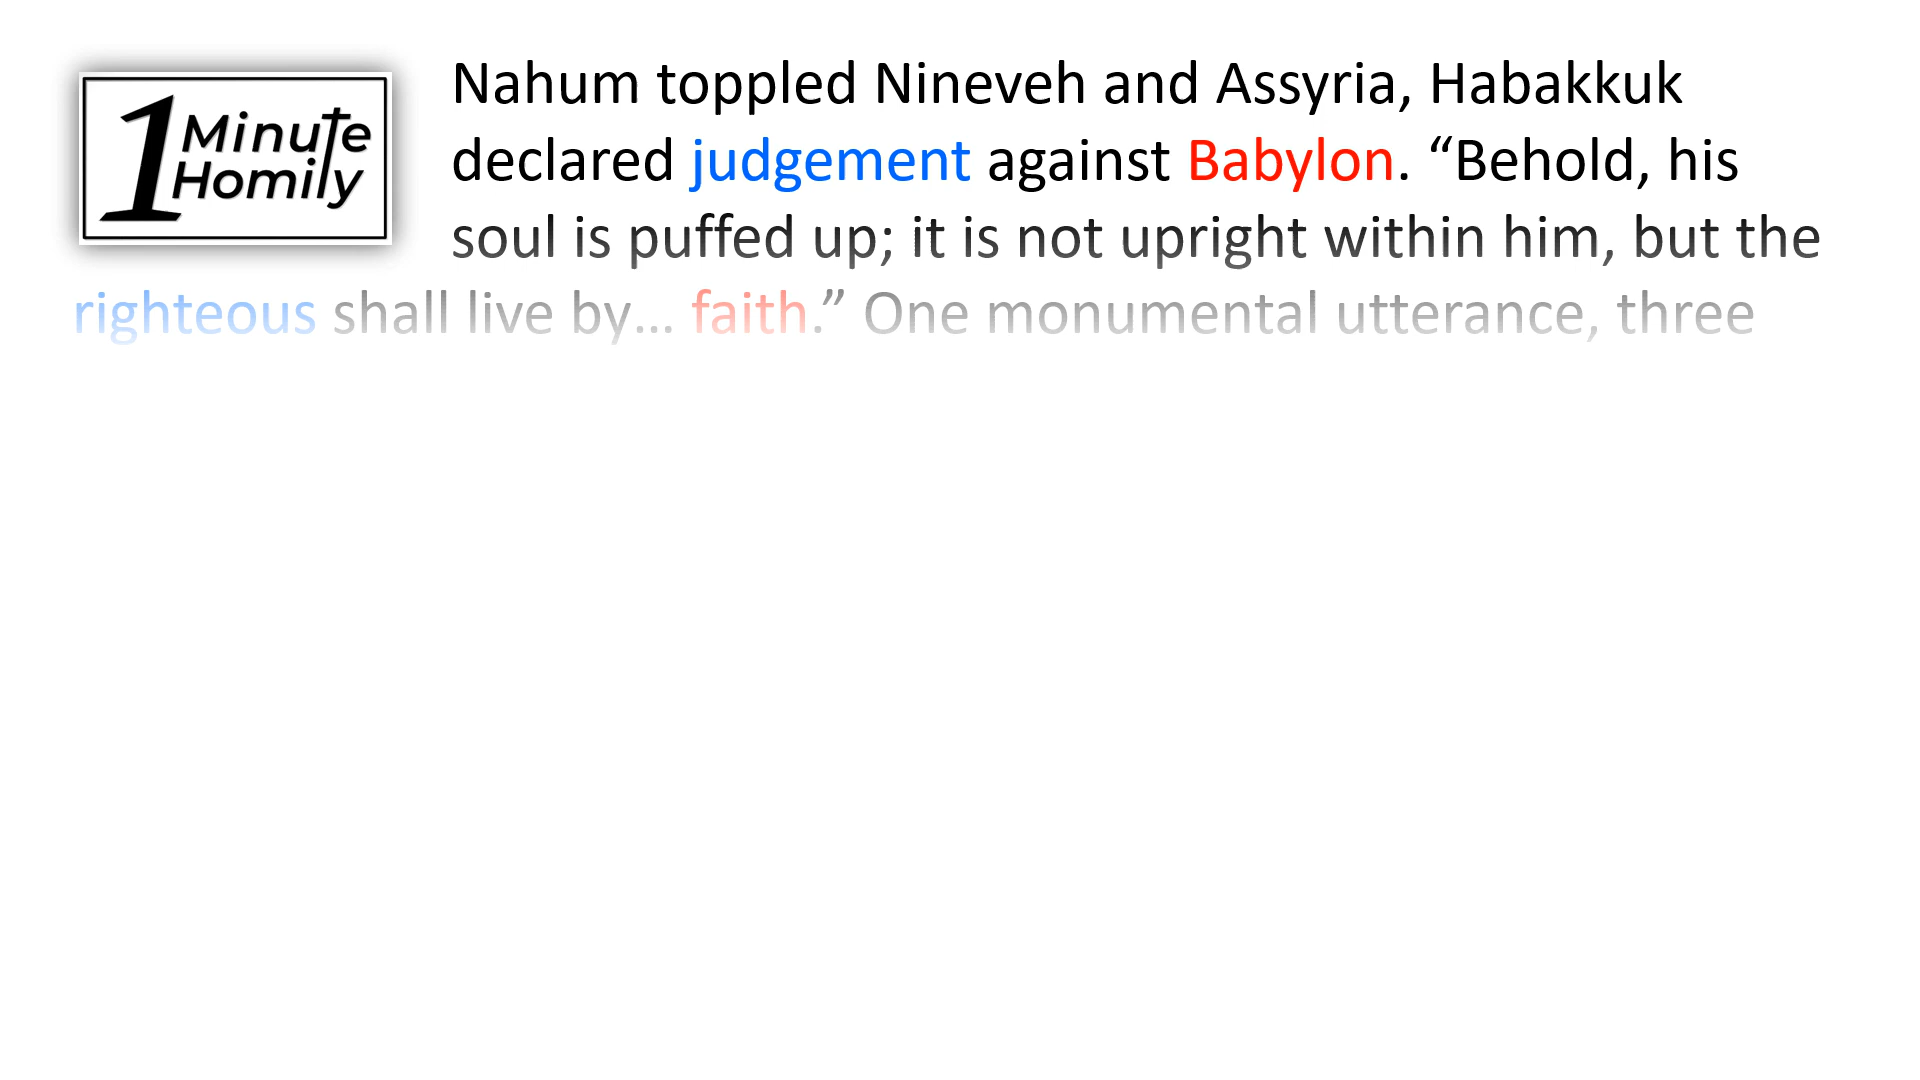 1 Minute
Homily
Nahum toppled Nineveh and Assyria, Habakkuk
declared judgement against Babylon. “Behold, his
soul is puffed up; it is not upright within him, but the
righteous shall live by... faith.” One monumental utterance, three